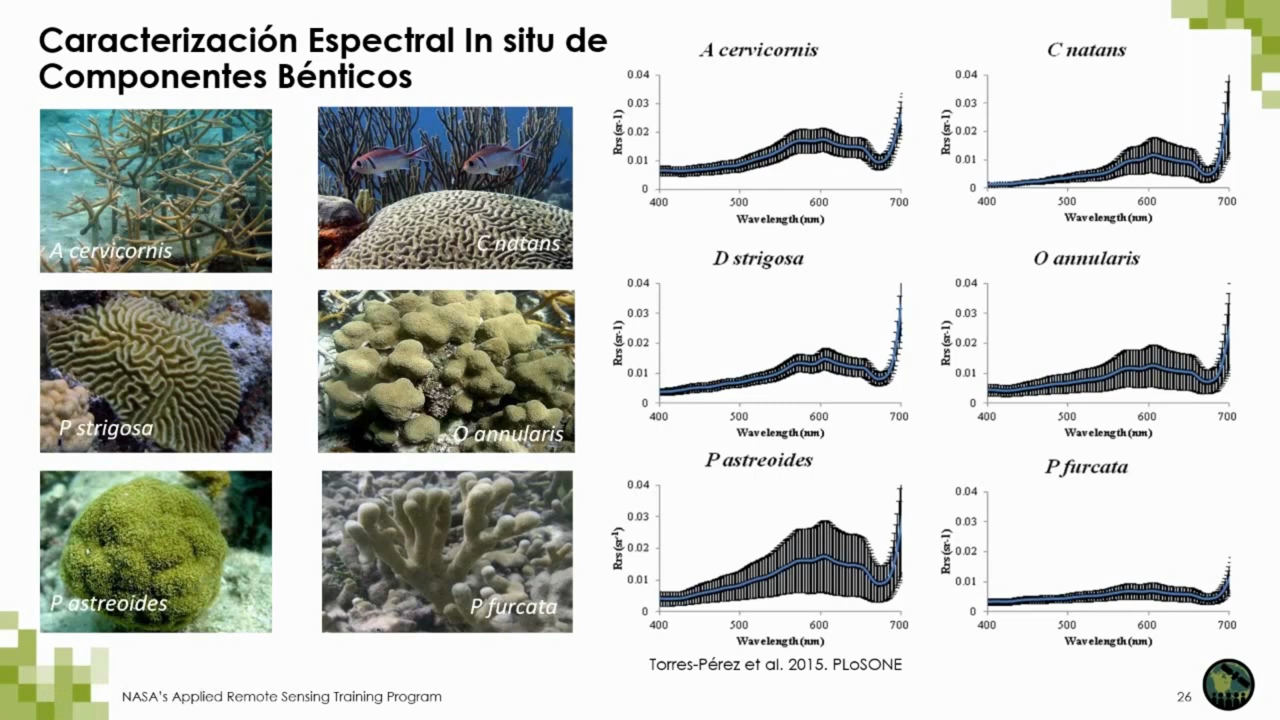 Caracterización Espectral In situ de
Componentes Bénticos
A cervicornis
C natans
P strigosa
O annularis
P astreoides
P furcata
A cervicornis
0.04
0.03
0.02
0.01
0
Rrs (sr-1)
400 500 600 700
Wavelength (nm)
C natans
0.04
0.03
0.02
0.01
0
Rrs (sr-1)
400 500 600 700
Wavelength (nm)
D strigosa
0.04
0.03
0.02
0.01
0
Rrs (sr-1)
400 500 600 700
Wavelength (nm)
O annularis
0.04
0.03
0.02
0.01
0
Rrs (sr-1)
400 500 600 700
Wavelength (nm)
P astreoides
0.04
0.03
0.02
0.01
0
Rrs (sr-1)
400 500 600 700
Wavelength (nm)
P furcata
0.04
0.03
0.02
0.01
0
Rrs (sr-1)
400 500 600 700
Wavelength (nm)
Torres-Pérez et al. 2015. PLoSONE
NASA's Applied Remote Sensing Training Program
26